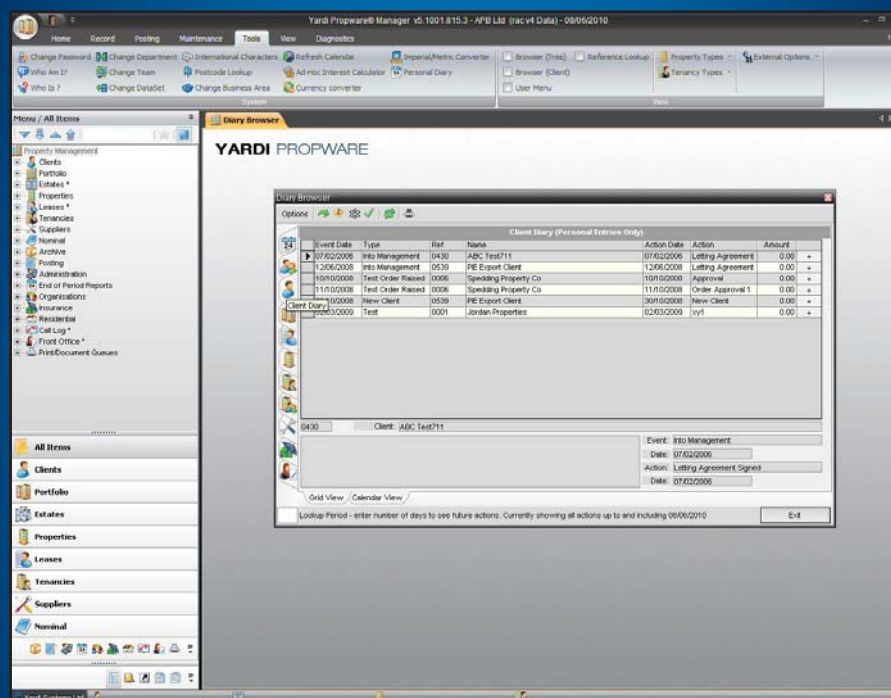 Yardi Propware® Manager v5.1001.815.3 - APB Ltd (rac v4 Data) - 08/06/2010
Home Record Posting Maintenance Tools View Diagnostics
Change Password Change Department International Characters Refresh Calendar Imperial/Metric Converter Browser (Tree) Reference Lookup Property Types External Options
Who Am I? Change Team Postcode Lookup Ad Hoc Interest Calculator Personal Diary Browser (Client) Tenancy Types
Who Is ? Change DataSet Change Business Area Currency converter User Menu
System View
Menu / All Items
Diary Browser
YARDI PROPWARE
Property Management
Clients
Portfolio
Estates *
Properties
Leases *
Tenancies
Suppliers
Nominal
Archive
Posting
Administration
End of Period Reports
Organisations
Insurance
Residential
Call Log *
Front Office *
Print/Document Queues
All Items
Clients
Portfolio
Estates
Properties
Leases
Tenancies
Suppliers
Nominal
Yardi Systems Ltd
Diary Browser
Options
Client Diary (Personal Entries Only)
Event Date Type Ref Name Action Date Action Amount
07/02/2006 Into Management 0430 ABC Test711 07/02/2006 Letting Agreement 0.00 +
12/06/2008 Into Management 0539 PIE Export Client 12/06/2008 Letting Agreement 0.00 +
10/10/2008 Test Order Raised 0006 Spedding Property Co 10/10/2008 Approval 0.00 +
11/10/2008 Test Order Raised 0006 Spedding Property Co 11/10/2008 Order Approval 1 0.00 +
/2008 New Client 0539 PIE Export Client 30/10/2008 New Client 0.00 +
Client Diary
02/03/2009 Test 0001 Jordan Properties 02/03/2009 xy1 0.00 +
0430 Client: ABC Test711
Event: Into Management
Date: 07/02/2006
Action: Letting Agreement Signed
Date: 07/02/2006
Grid View Calendar View
Lookup Period - enter number of days to see future actions. Currently showing all actions up to and including 08/06/2010 Exit